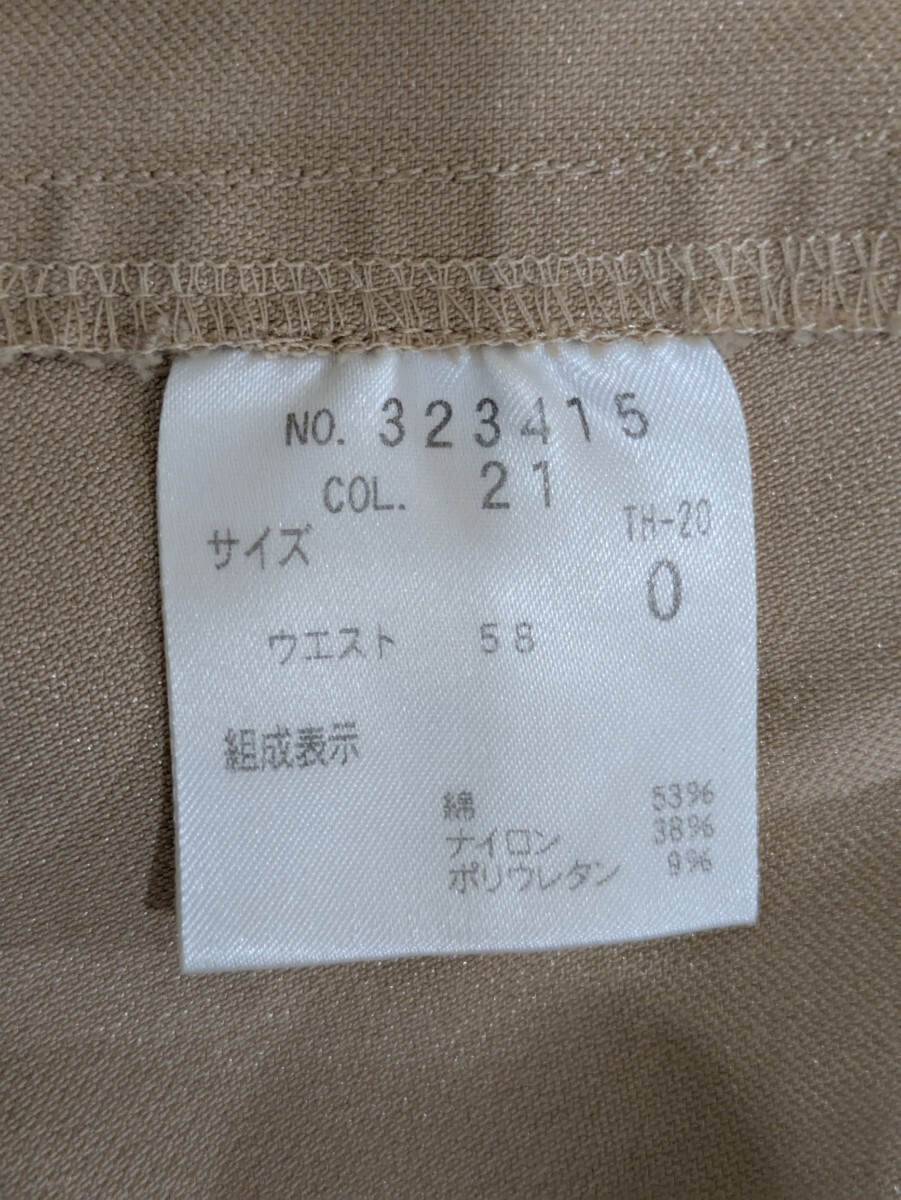 NO. 323415
COL. 21
サイズ TH-20
0
ウエスト 58
組成表示
綿 53%
ナイロン 38%
ポリウレタン 9%